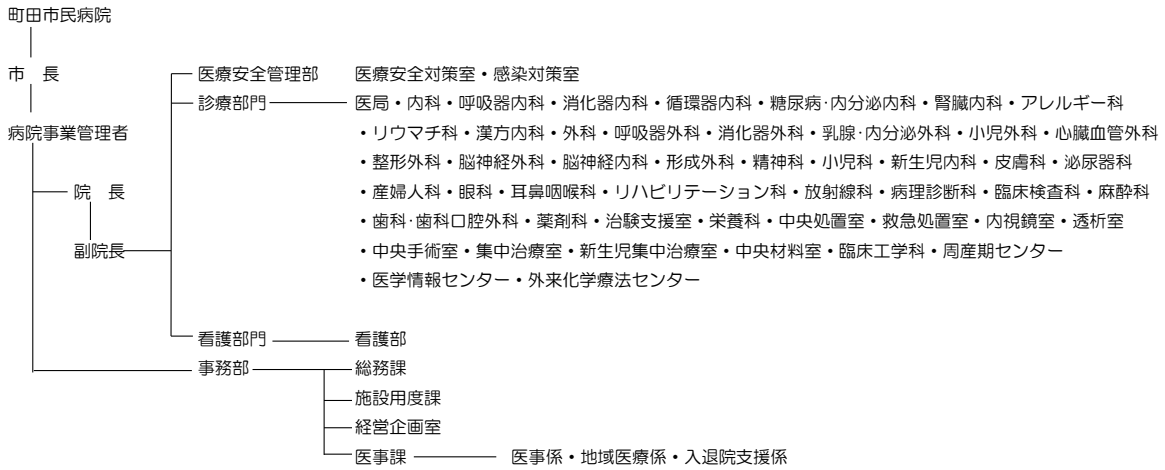 町田市民病院
市　長
医療安全管理部　医療安全対策室・感染対策室
診療部門　医局・内科・呼吸器内科・消化器内科・循環器内科・糖尿病・内分泌内科・腎臓内科・アレルギー科
病院事業管理者　・リウマチ科・漢方内科・外科・呼吸器外科・消化器外科・乳腺・内分泌外科・小児外科・心臓血管外科
・整形外科・脳神経外科・脳神経内科・形成外科・精神科・小児科・新生児内科・皮膚科・泌尿器科
院　長　・産婦人科・眼科・耳鼻咽喉科・リハビリテーション科・放射線科・病理診断科・臨床検査科・麻酔科
・歯科・歯科口腔外科・薬剤科・治験支援室・栄養科・中央処置室・救急処置室・内視鏡室・透析室
副院長　・中央手術室・集中治療室・新生児集中治療室・中央材料室・臨床工学科・周産期センター
・医学情報センター・外来化学療法センター
看護部門　看護部
事務部　総務課
施設用度課
経営企画室
医事課　医事係・地域医療係・入退院支援係